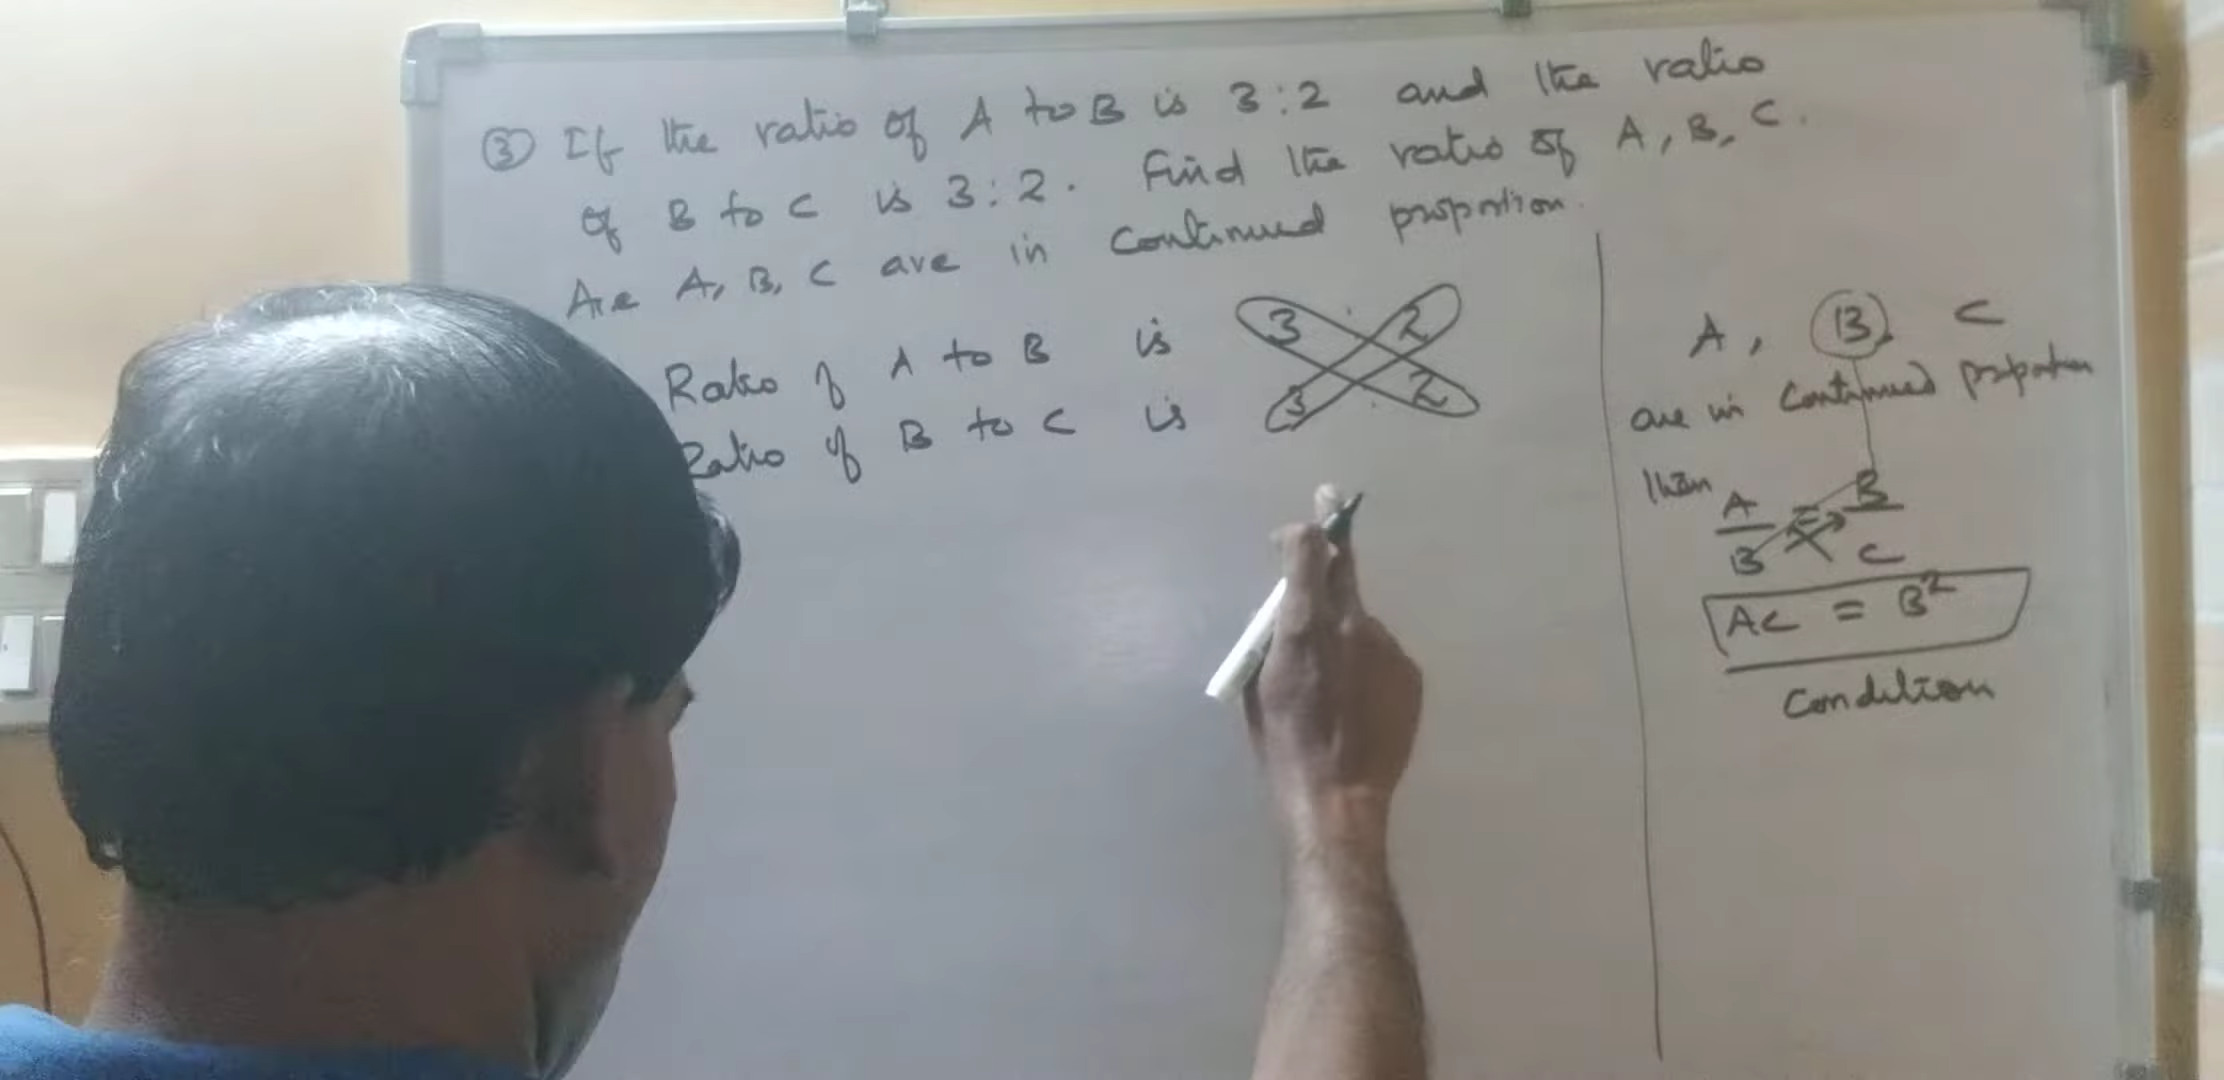 ③ If the ratio of A to B is 3:2 and the ratio
of B to C is 3:2. Find the ratio of A, B, C.
Are A, B, C are in continued proportion.
Ratio of A to B is 3 2
Ratio of B to C is 3 2
A, B, C
are in Continued proportion
then A/B = B/C
AC = B²
Condition